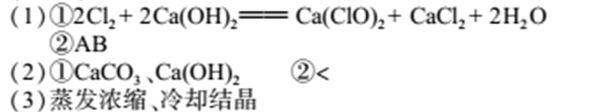 (1)①2Cl₂+ 2Ca(OH)₂══ Ca(ClO)₂+ CaCl₂+ 2H₂O
②AB
(2)①CaCO₃、Ca(OH)₂ ②<
(3)蒸发浓缩、冷却结晶